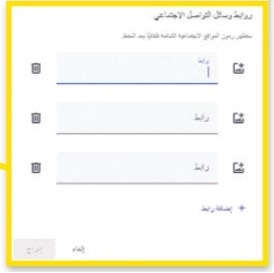 روابط وسائل التواصل الاجتماعي
ستظهر رموز المواقع الاجتماعية الشائعة تلقائيًا بعد الحفظ.
رابط
رابط
رابط
+ إضافة رابط
إلغاء
إدراج